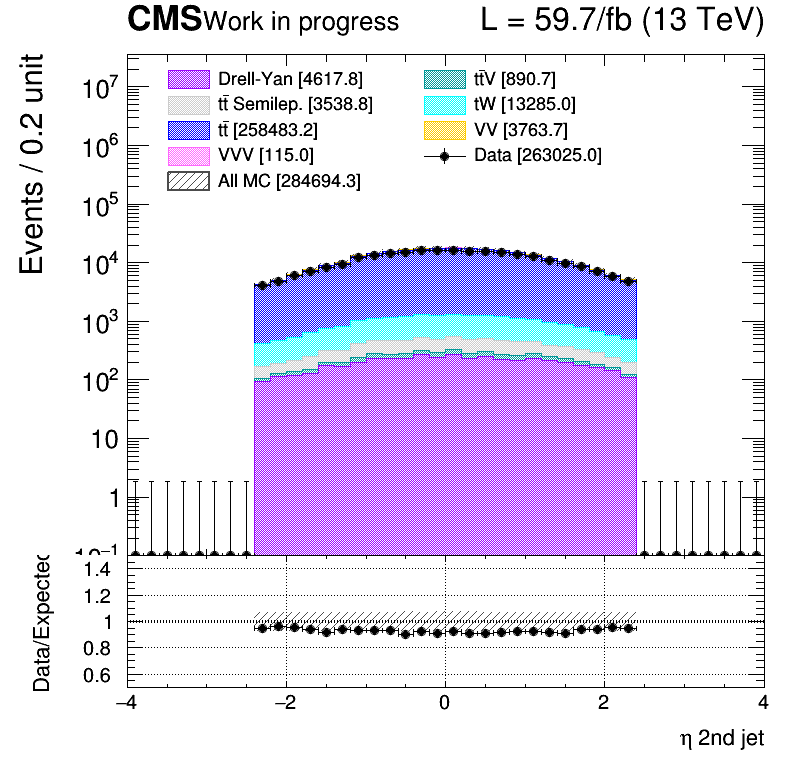 CMS Work in progress L = 59.7/fb (13 TeV)
Events / 0.2 unit
Drell-Yan [4617.8]
tt̄V [890.7]
tt̄ Semilep. [3538.8]
tW [13285.0]
tt̄ [258483.2]
VV [3763.7]
VVV [115.0]
Data [263025.0]
All MC [284694.3]
10⁷
10⁶
10⁵
10⁴
10³
10²
10
1
10⁻¹
Data/Expected
1.4
1.2
1
0.8
0.6
−4 −2 0 2 4
η 2nd jet